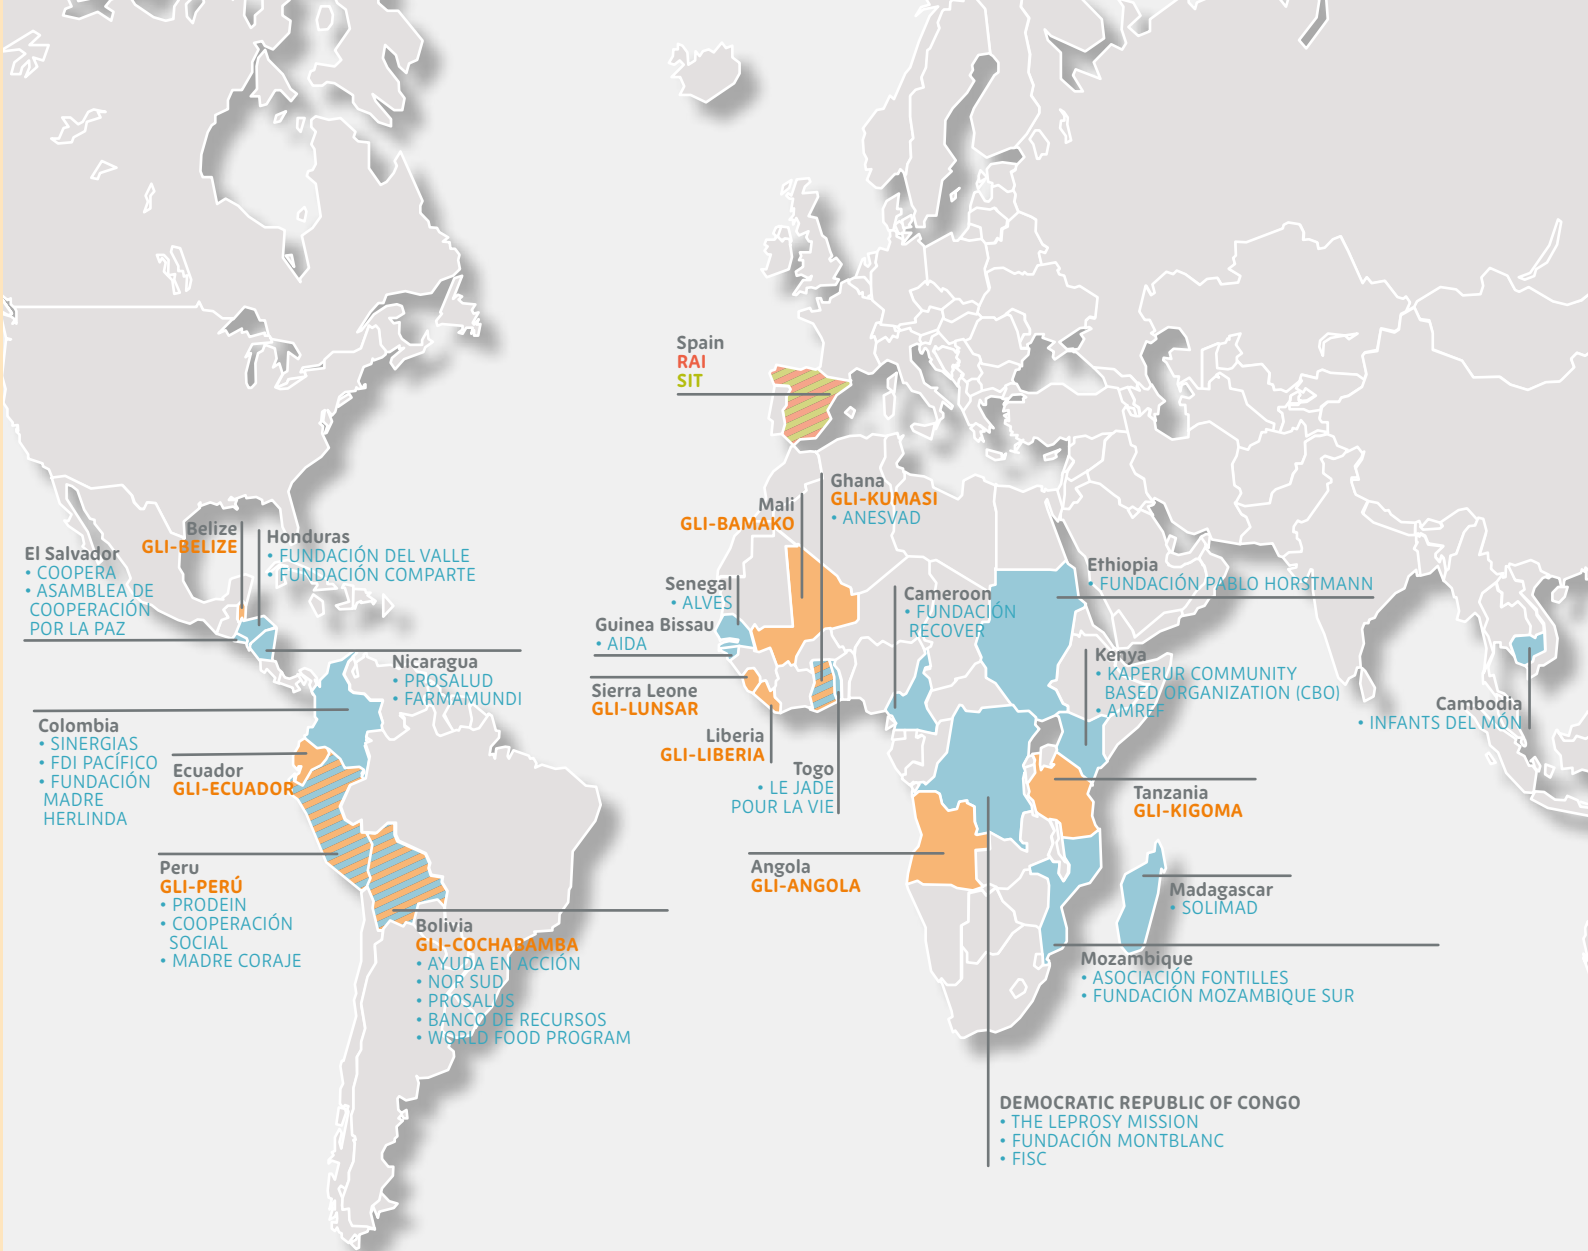 Spain
RAI
SIT
Ghana
GLI-KUMASI
• ANESVAD
Mali
GLI-BAMAKO
Belize
GLI-BELIZE
Honduras
• FUNDACIÓN DEL VALLE
• FUNDACIÓN COMPARTE
El Salvador
• COOPERA
• ASAMBLEA DE
COOPERACIÓN
POR LA PAZ
Senegal
• ALVES
Guinea Bissau
• AIDA
Cameroon
• FUNDACIÓN
RECOVER
Ethiopia
• FUNDACIÓN PABLO HORSTMANN
Nicaragua
• PROSALUD
• FARMAMUNDI
Kenya
• KAPERUR COMMUNITY
BASED ORGANIZATION (CBO)
• AMREF
Sierra Leone
GLI-LUNSAR
Cambodia
• INFANTS DEL MÓN
Colombia
• SINERGIAS
• FDI PACÍFICO
• FUNDACIÓN
MADRE
HERLINDA
Liberia
GLI-LIBERIA
Ecuador
GLI-ECUADOR
Togo
• LE JADE
POUR LA VIE
Tanzania
GLI-KIGOMA
Peru
GLI-PERÚ
• PRODEIN
• COOPERACIÓN
SOCIAL
• MADRE CORAJE
Angola
GLI-ANGOLA
Madagascar
• SOLIMAD
Bolivia
GLI-COCHABAMBA
• AYUDA EN ACCIÓN
• NOR SUD
• PROSALUS
• BANCO DE RECURSOS
• WORLD FOOD PROGRAM
Mozambique
• ASOCIACIÓN FONTILLES
• FUNDACIÓN MOZAMBIQUE SUR
DEMOCRATIC REPUBLIC OF CONGO
• THE LEPROSY MISSION
• FUNDACIÓN MONTBLANC
• FISC